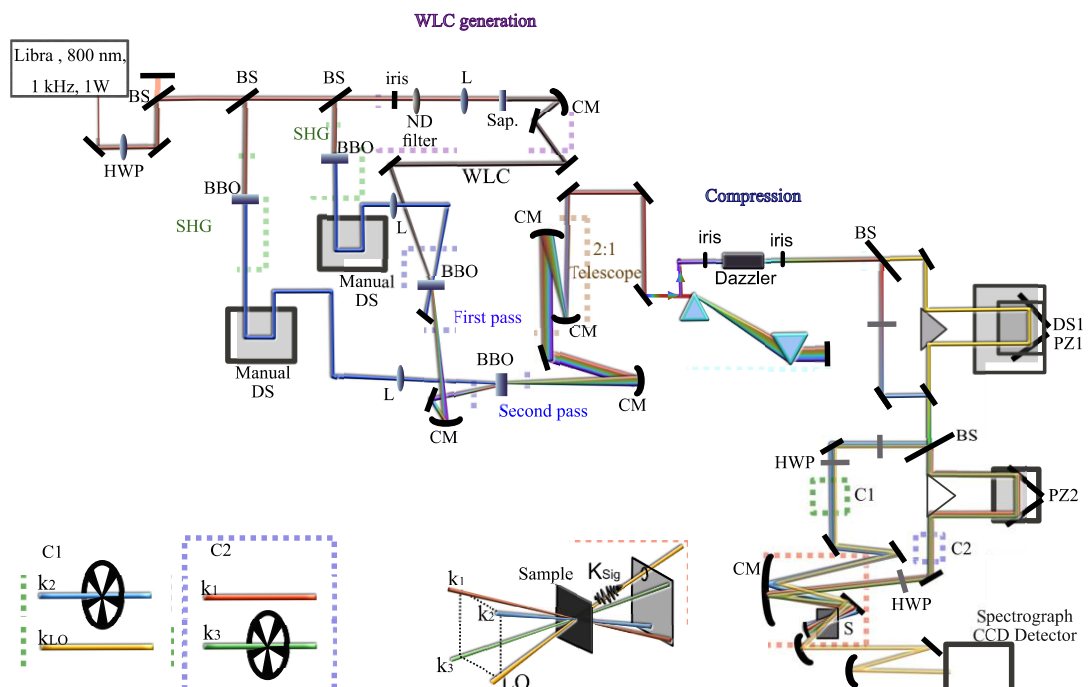 WLC generation
Libra , 800 nm,
1 kHz, 1W
BS
BS
BS
iris
L
CM
ND
filter
Sap.
HWP
SHG
BBO
WLC
BBO
SHG
L
Manual
DS
BBO
First pass
CM
2:1
Telescope
CM
Compression
iris
iris
Dazzler
BS
DS1
PZ1
Manual
DS
BBO
L
Second pass
CM
CM
BS
HWP
C1
PZ2
C2
CM
HWP
S
Spectrograph
CCD Detector
C1
k2
kLO
C2
k1
k3
Sample
KSig
k1
k2
k3